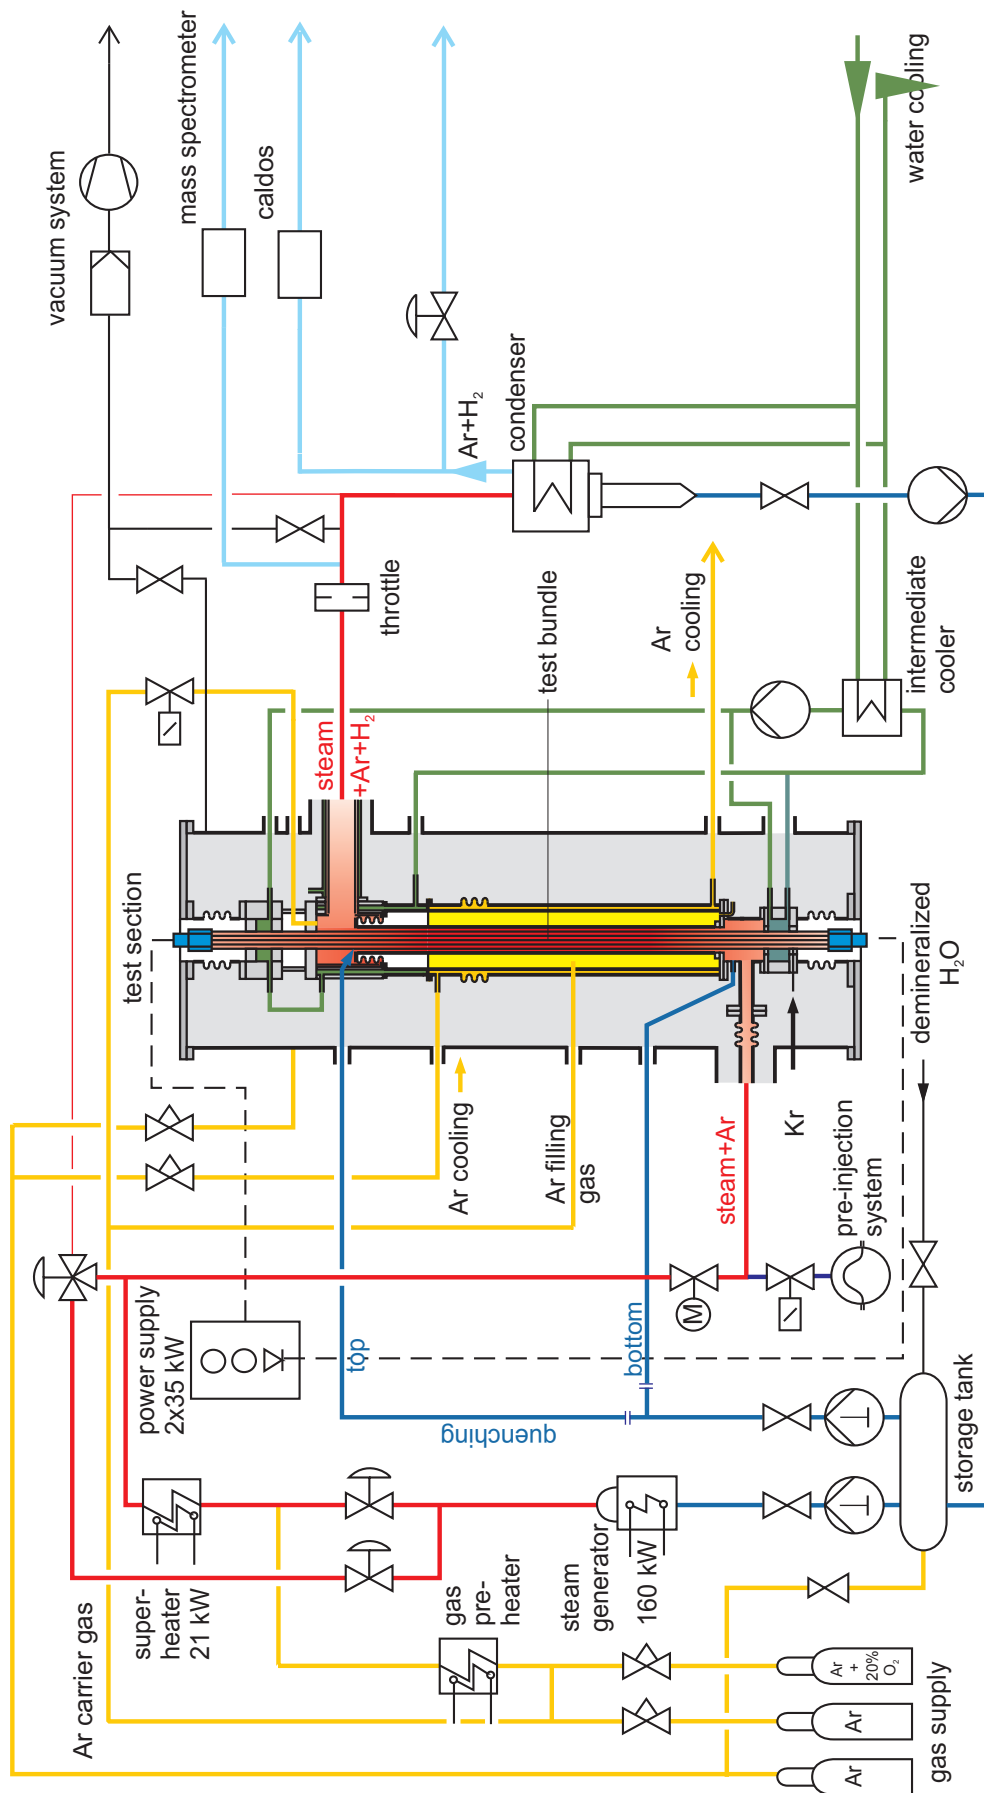 vacuum system
mass spectrometer
caldos
water cooling
Ar+H₂
condenser
throttle
test bundle
Ar
cooling
intermediate
cooler
steam
+Ar+H₂
test section
demineralized
H₂O
Ar cooling
Ar filling
gas
steam+Ar
Kr
pre-injection
system
M
power supply
2x35 kW
top
bottom
quenching
storage tank
super-
heater
21 kW
gas
pre-
heater
steam
generator
160 kW
Ar carrier gas
Ar
+
20%
O₂
Ar
Ar
gas supply